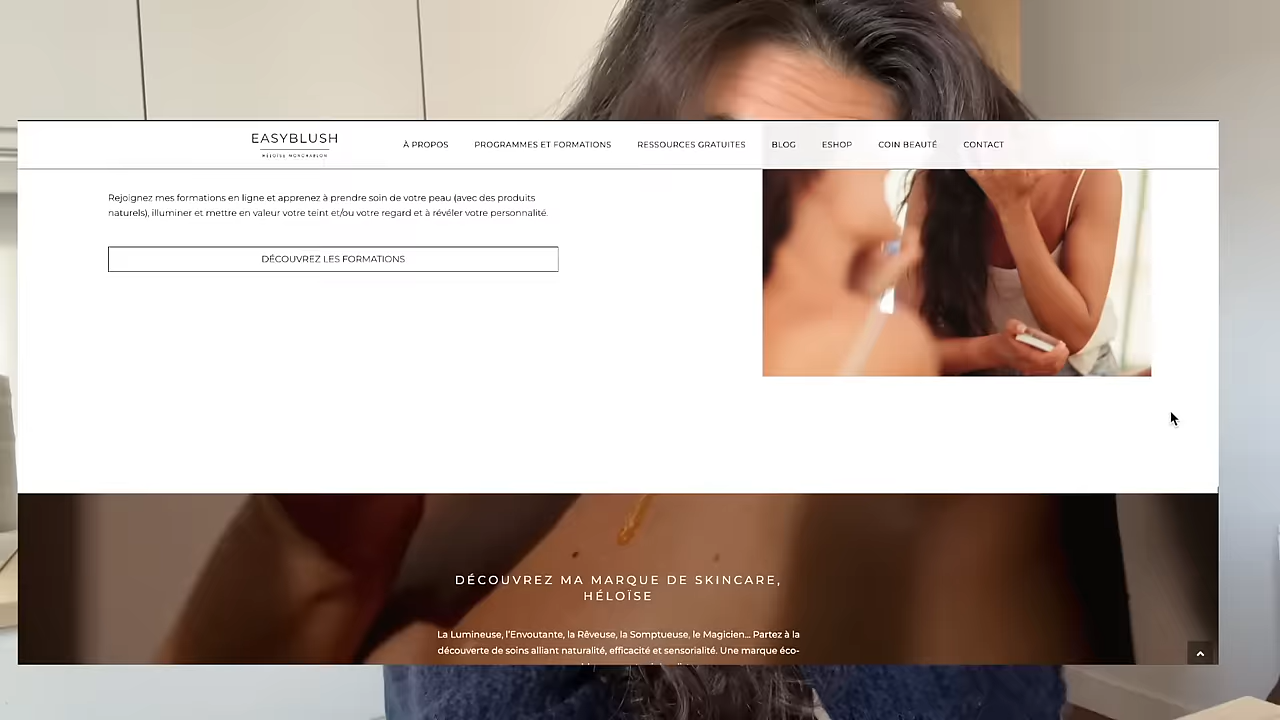 EASYBLUSH
HÉLOÏSE MONCHABLON
À PROPOS
PROGRAMMES ET FORMATIONS
RESSOURCES GRATUITES
BLOG
ESHOP
COIN BEAUTÉ
CONTACT
Rejoignez mes formations en ligne et apprenez à prendre soin de votre peau (avec des produits
naturels), illuminer et mettre en valeur votre teint et/ou votre regard et à révéler votre personnalité.
DÉCOUVREZ LES FORMATIONS
DÉCOUVREZ MA MARQUE DE SKINCARE,
HÉLOÏSE
La Lumineuse, l'Envoutante, la Rêveuse, la Somptueuse, le Magicien... Partez à la
découverte de soins alliant naturalité, efficacité et sensorialité. Une marque éco-